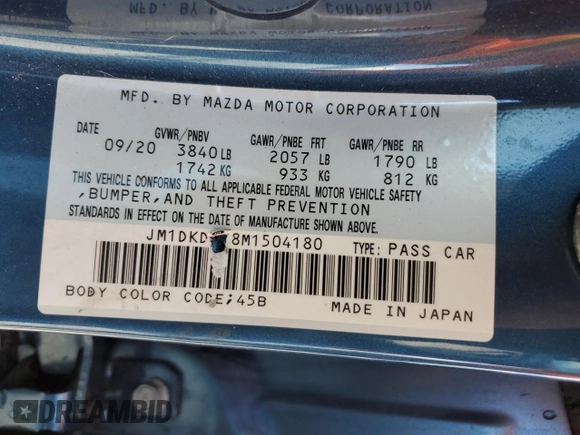 MFD. BY MAZDA MOTOR CORPORATION
DATE GVWR/PNBV GAWR/PNBE FRT GAWR/PNBE RR
09/20 3840 LB 2057 LB 1790 LB
1742 KG 933 KG 812 KG
THIS VEHICLE CONFORMS TO ALL APPLICABLE FEDERAL MOTOR VEHICLE SAFETY
,BUMPER,AND THEFT PREVENTION
STANDARDS IN EFFECT ON THE DATE OF MANUFACTURE SHOWN ABOVE.
TYPE: PASS CAR
BODY COLOR CODE;45B MADE IN JAPAN
DREAMBID